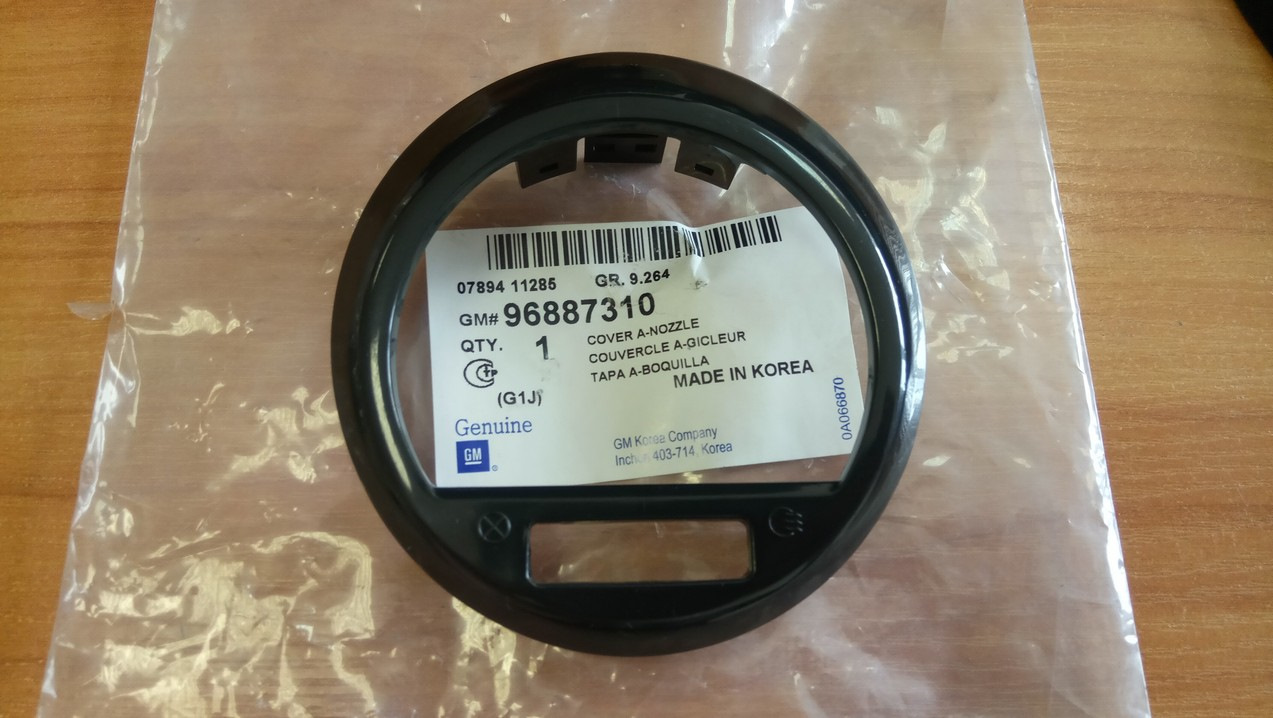 07894 11285 GR. 9.264
GM# 96887310
QTY. 1
COVER A-NOZZLE
COUVERCLE A-GICLEUR
TAPA A-BOQUILLA
MADE IN KOREA
(G1J)
Genuine
GM
GM Korea Company
403-714, Korea
0A066870